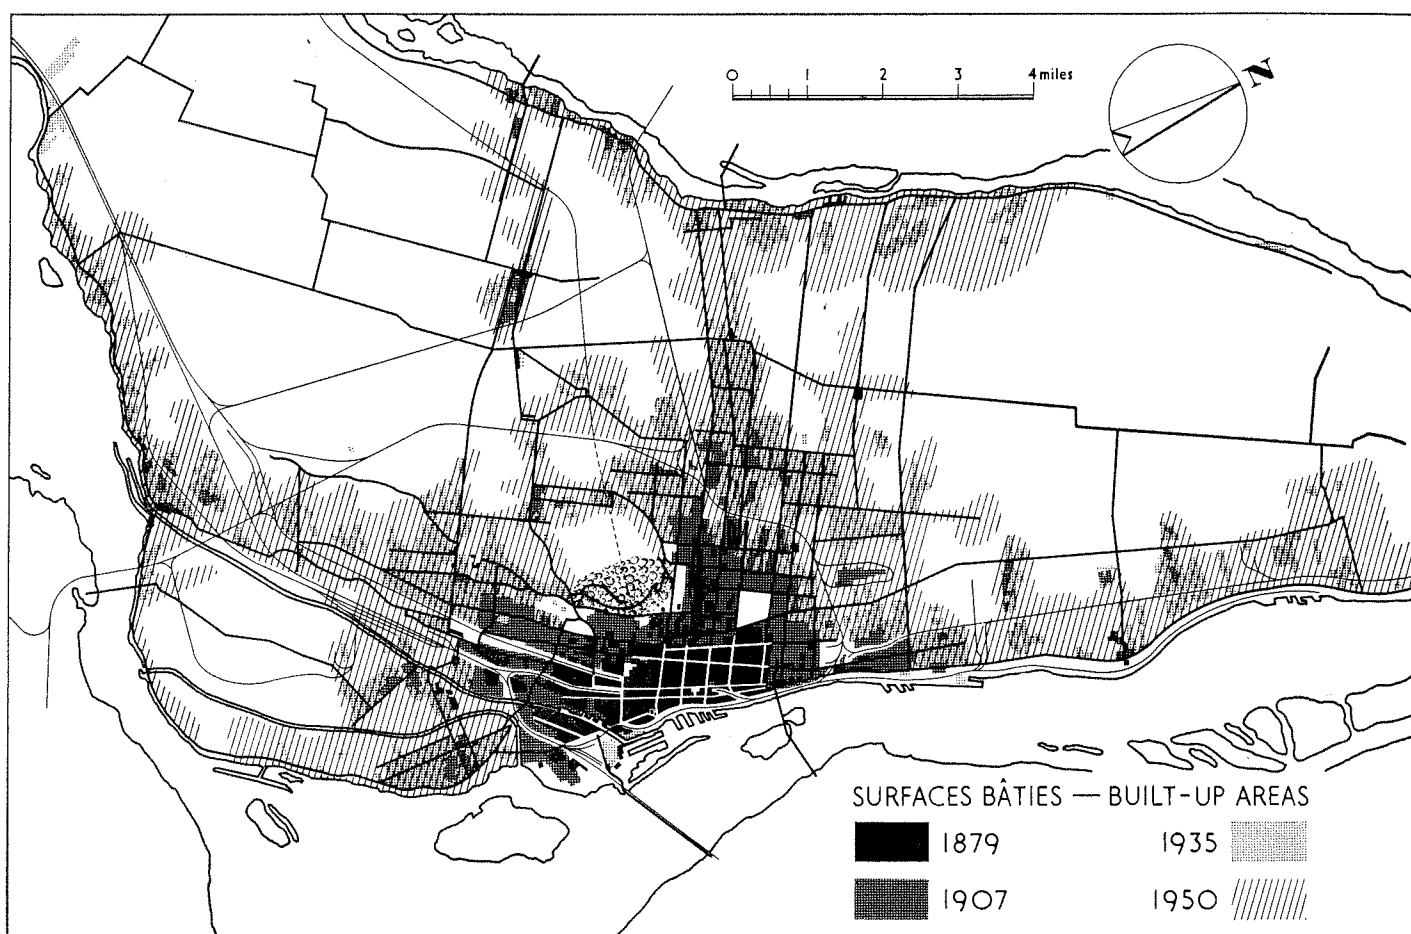 0 1 2 3 4 miles
N
SURFACES BÂTIES — BUILT-UP AREAS
1879 1935
1907 1950